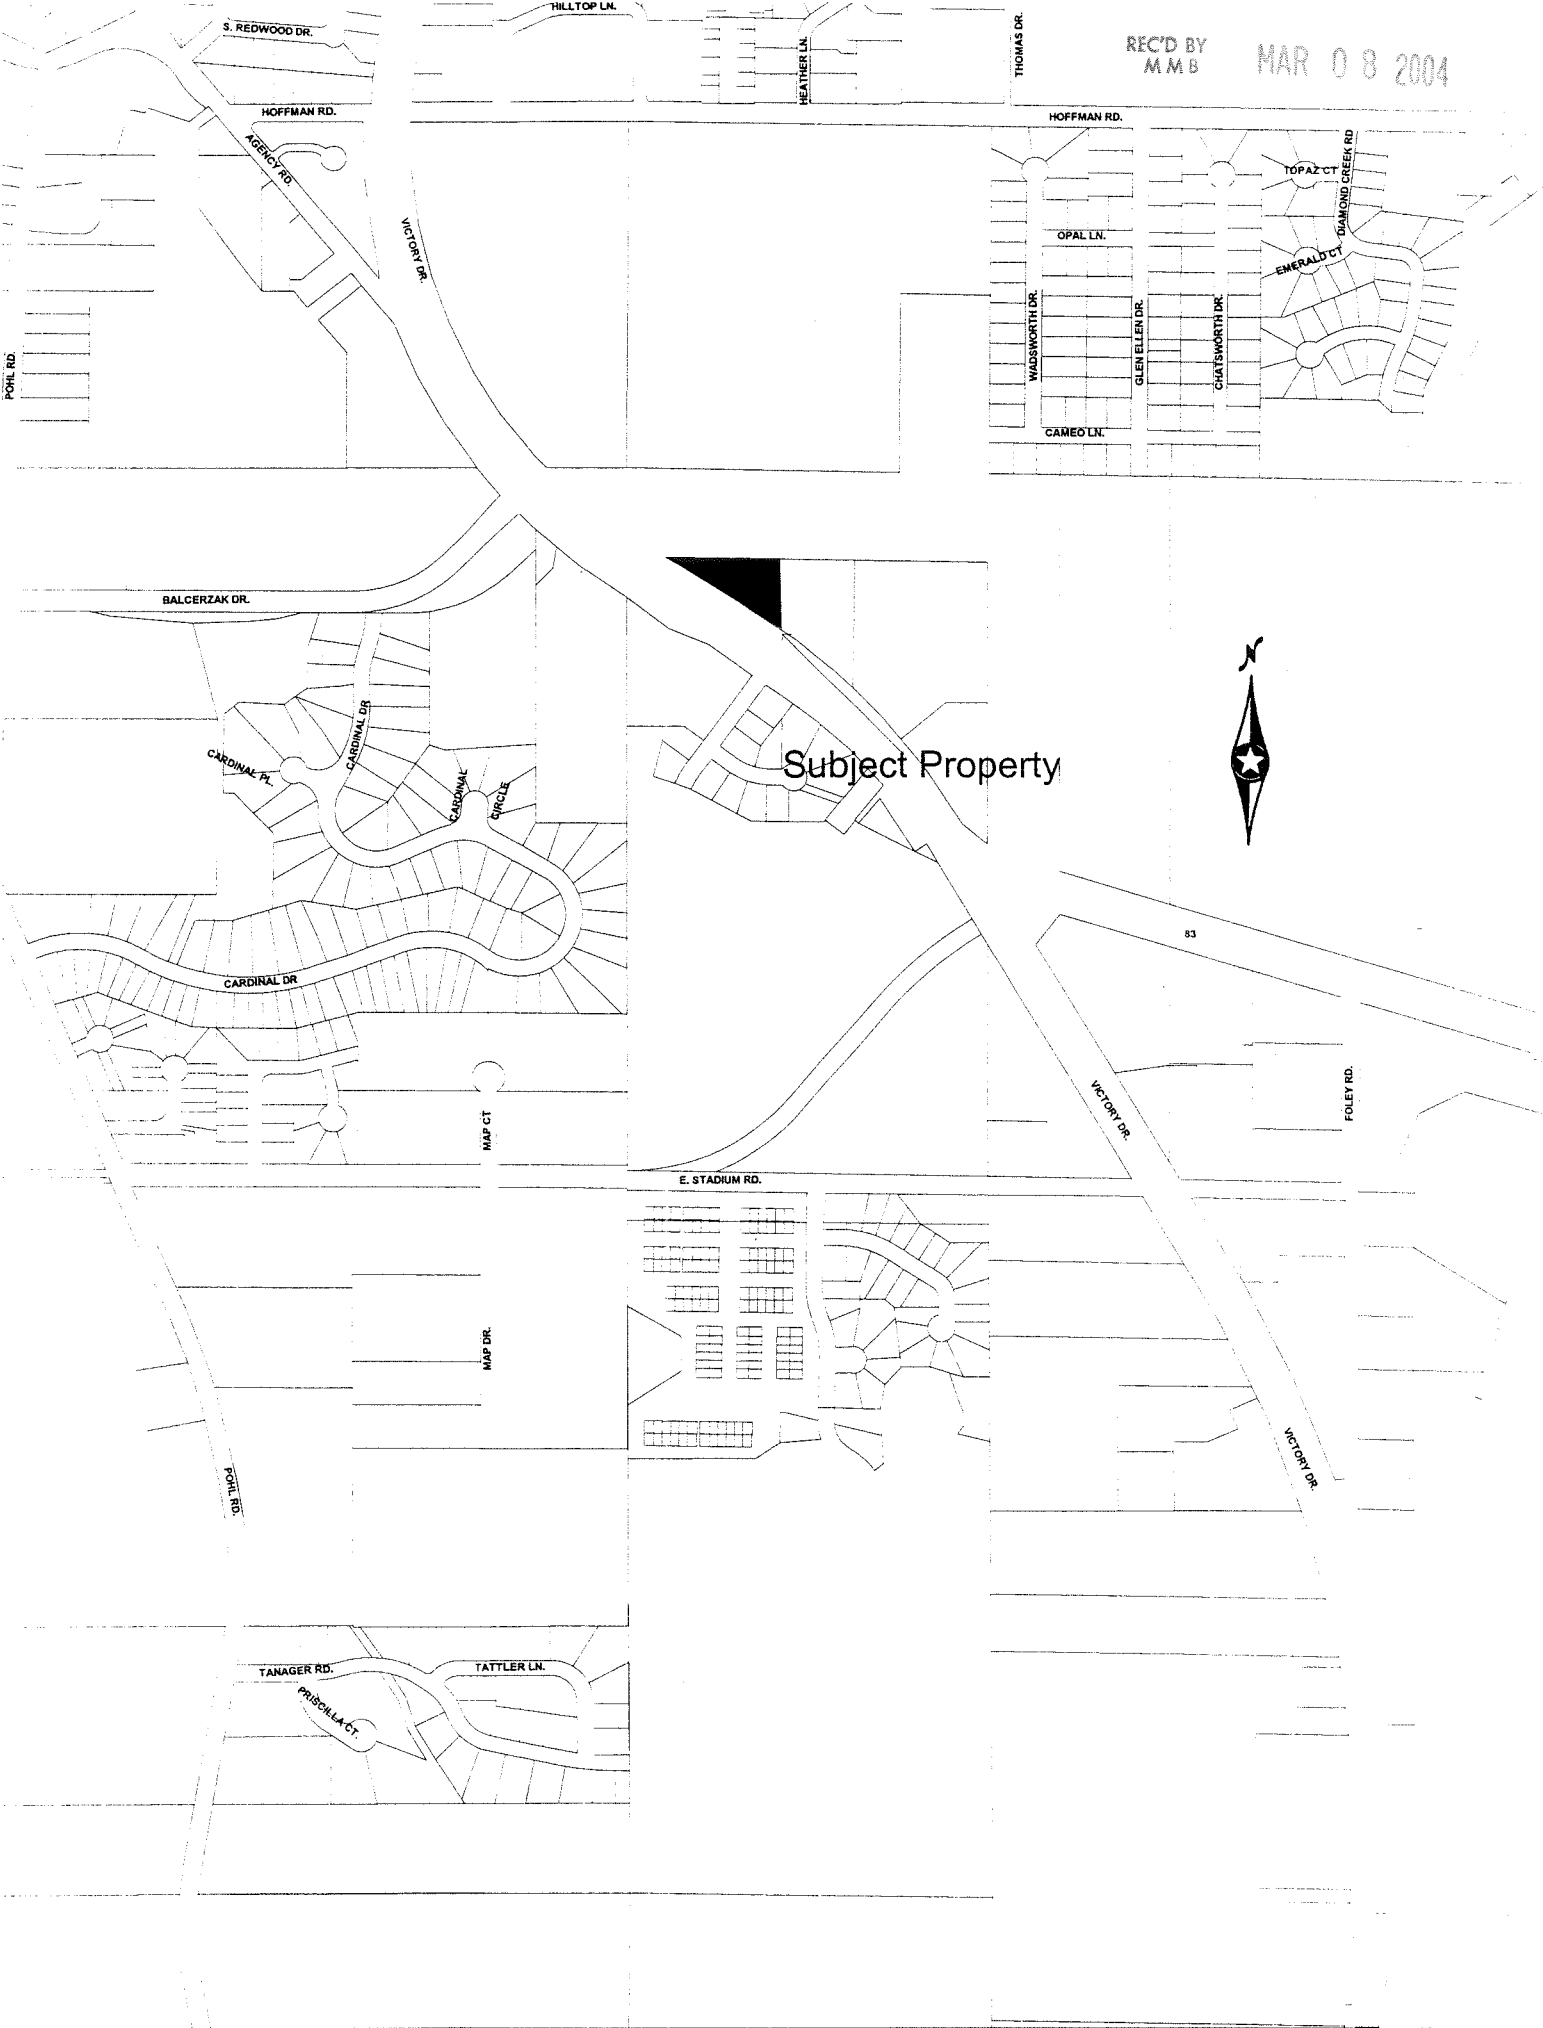 HILLTOP LN.
S. REDWOOD DR.
HEATHER LN.
THOMAS DR.
REC'D BY
MMB
MAR 08 2004
HOFFMAN RD.
HOFFMAN RD.
AGENCY RD.
TOPAZ CT
DIAMOND CREEK RD
VICTORY DR.
OPAL LN.
EMERALD CT
POHL RD.
WADSWORTH DR.
GLEN ELLEN DR.
CHATSWORTH DR.
CAMEO LN.
BALCERZAK DR.
N
CARDINAL DR
CARDINAL PL.
CARDINAL
CIRCLE
Subject Property
83
CARDINAL DR
MAP CT
VICTORY DR.
FOLEY RD.
E. STADIUM RD.
MAP DR.
POHL RD.
VICTORY DR.
TANAGER RD.
TATTLER LN.
PRISCILLA CT.